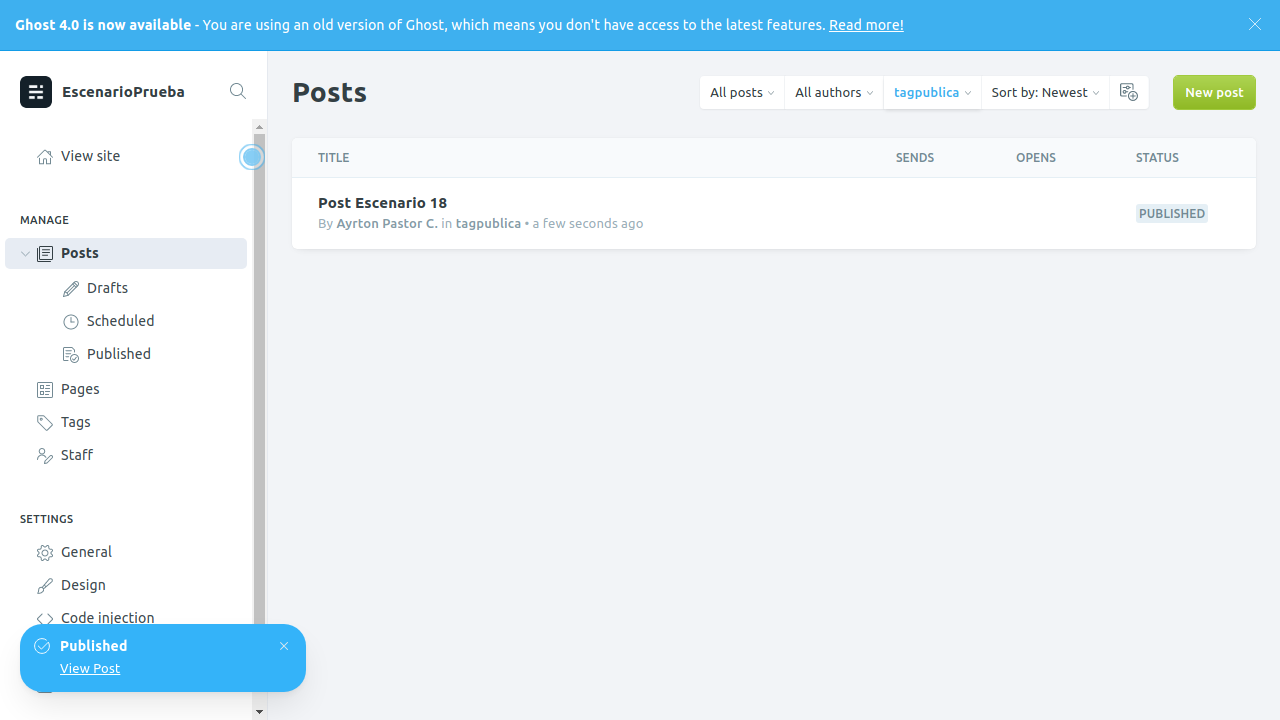 Ghost 4.0 is now available - You are using an old version of Ghost, which means you don't have access to the latest features. Read more!
EscenarioPrueba
View site
MANAGE
Posts
Drafts
Scheduled
Published
Pages
Tags
Staff
SETTINGS
General
Design
Code injection
Published
View Post
Posts
All posts
All authors
tagpublica
Sort by: Newest
New post
TITLE SENDS OPENS STATUS
Post Escenario 18
By Ayrton Pastor C. in tagpublica • a few seconds ago
PUBLISHED